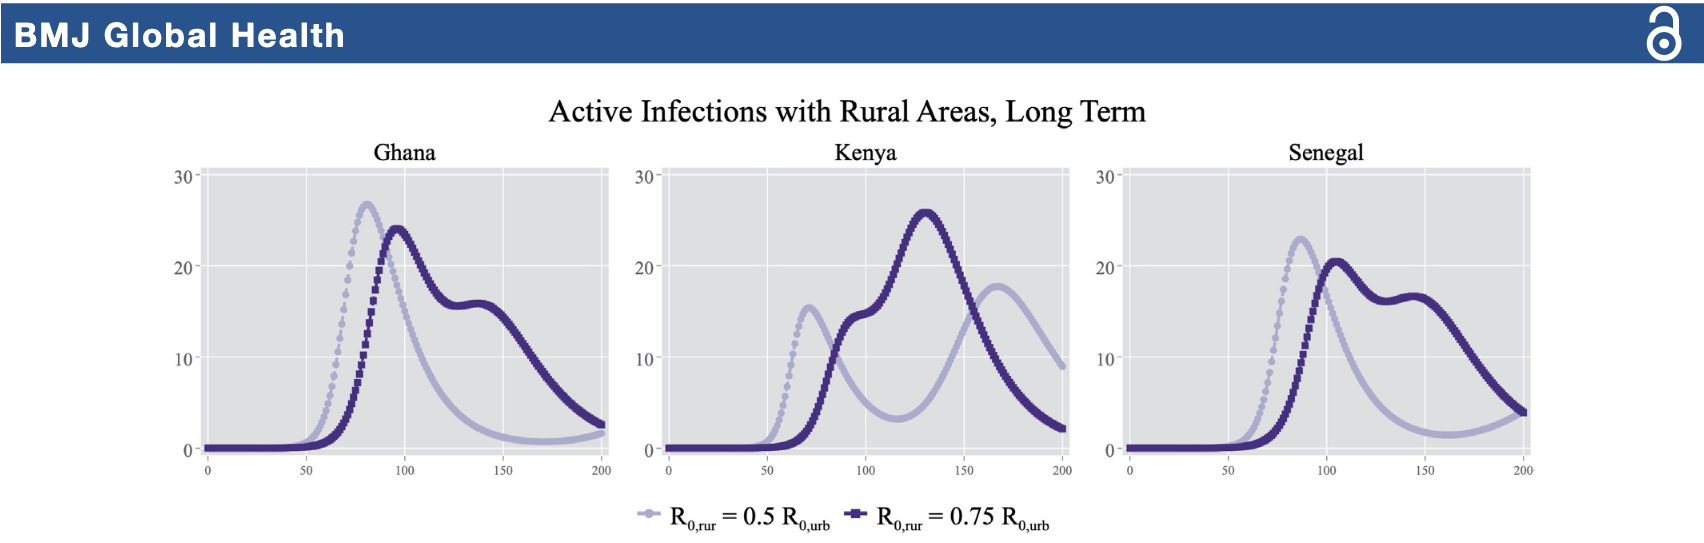 BMJ Global Health
Active Infections with Rural Areas, Long Term
Ghana
30
20
10
0
0 50 100 150 200
Kenya
30
20
10
0
0 50 100 150 200
Senegal
30
20
10
0
0 50 100 150 200
R0,rur = 0.5 R0,urb R0,rur = 0.75 R0,urb